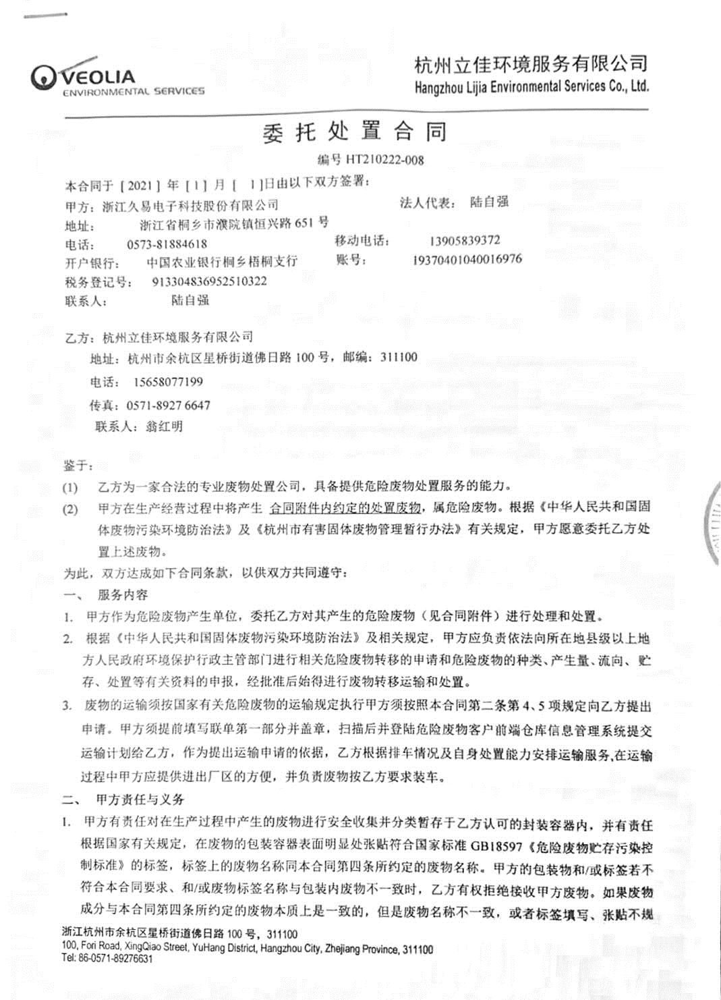 VEOLIA
ENVIRONMENTAL SERVICES
杭州立佳环境服务有限公司
Hangzhou Lijia Environmental Services Co., Ltd.
委托处置合同
编号 HT210222-008
本合同于 [ 2021 ] 年 [ 1 ] 月 [ 1 ]日由以下双方签署：
甲方：浙江久易电子科技股份有限公司 法人代表： 陆自强
地址： 浙江省桐乡市濮院镇恒兴路 651 号
电话： 0573-81884618 移动电话： 13905839372
开户银行： 中国农业银行桐乡梧桐支行 账号： 19370401040016976
税务登记号： 913304836952510322
联系人： 陆自强
乙方：杭州立佳环境服务有限公司
地址：杭州市余杭区星桥街道佛日路 100 号，邮编：311100
电话： 15658077199
传真：0571-8927 6647
联系人：翁红明
鉴于：
(1) 乙方为一家合法的专业废物处置公司，具备提供危险废物处置服务的能力。
(2) 甲方在生产经营过程中将产生 合同附件内约定的处置废物，属危险废物。根据《中华人民共和国固
体废物污染环境防治法》及《杭州市有害固体废物管理暂行办法》有关规定，甲方愿意委托乙方处
置上述废物。
为此，双方达成如下合同条款，以供双方共同遵守：
一、 服务内容
1. 甲方作为危险废物产生单位，委托乙方对其产生的危险废物（见合同附件）进行处理和处置。
2. 根据《中华人民共和国固体废物污染环境防治法》及相关规定，甲方应负责依法向所在地县级以上地
方人民政府环境保护行政主管部门进行相关危险废物转移的申请和危险废物的种类、产生量、流向、贮
存、处置等有关资料的申报，经批准后始得进行废物转移运输和处置。
3. 废物的运输须按国家有关危险废物的运输规定执行甲方须按照本合同第二条第 4、5 项规定向乙方提出
申请。甲方须提前填写联单第一部分并盖章，扫描后并登陆危险废物客户前端仓库信息管理系统提交
运输计划给乙方，作为提出运输申请的依据，乙方根据排车情况及自身处置能力安排运输服务,在运输
过程中甲方应提供进出厂区的方便，并负责废物按乙方要求装车。
二、 甲方责任与义务
1. 甲方有责任对在生产过程中产生的废物进行安全收集并分类暂存于乙方认可的封装容器内，并有责任
根据国家有关规定，在废物的包装容器表面明显处张贴符合国家标准 GB18597《危险废物贮存污染控
制标准》的标签，标签上的废物名称同本合同第四条所约定的废物名称。甲方的包装物和/或标签若不
符合本合同要求、和/或废物标签名称与包装内废物不一致时，乙方有权拒绝接收甲方废物。如果废物
成分与本合同第四条所约定的废物本质上是一致的，但是废物名称不一致，或者标签填写、张贴不规
浙江杭州市余杭区星桥街道佛日路 100 号，311100
100, Fori Road, XingQiao Street, YuHang District, Hangzhou City, Zhejiang Province, 311100
Tel: 86-0571-89276631